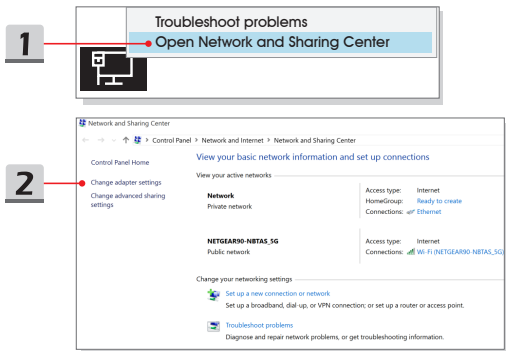 1
Troubleshoot problems
Open Network and Sharing Center
2
Network and Sharing Center
Control Panel > Network and Internet > Network and Sharing Center
Control Panel Home
Change adapter settings
Change advanced sharing
settings
View your basic network information and set up connections
View your active networks
Network
Private network
Access type: Internet
HomeGroup: Ready to create
Connections: Ethernet
NETGEAR90-NBTAS_5G
Public network
Access type: Internet
Connections: Wi-Fi (NETGEAR90-NBTAS_5G)
Change your networking settings
Set up a new connection or network
Set up a broadband, dial-up, or VPN connection; or set up a router or access point.
Troubleshoot problems
Diagnose and repair network problems, or get troubleshooting information.